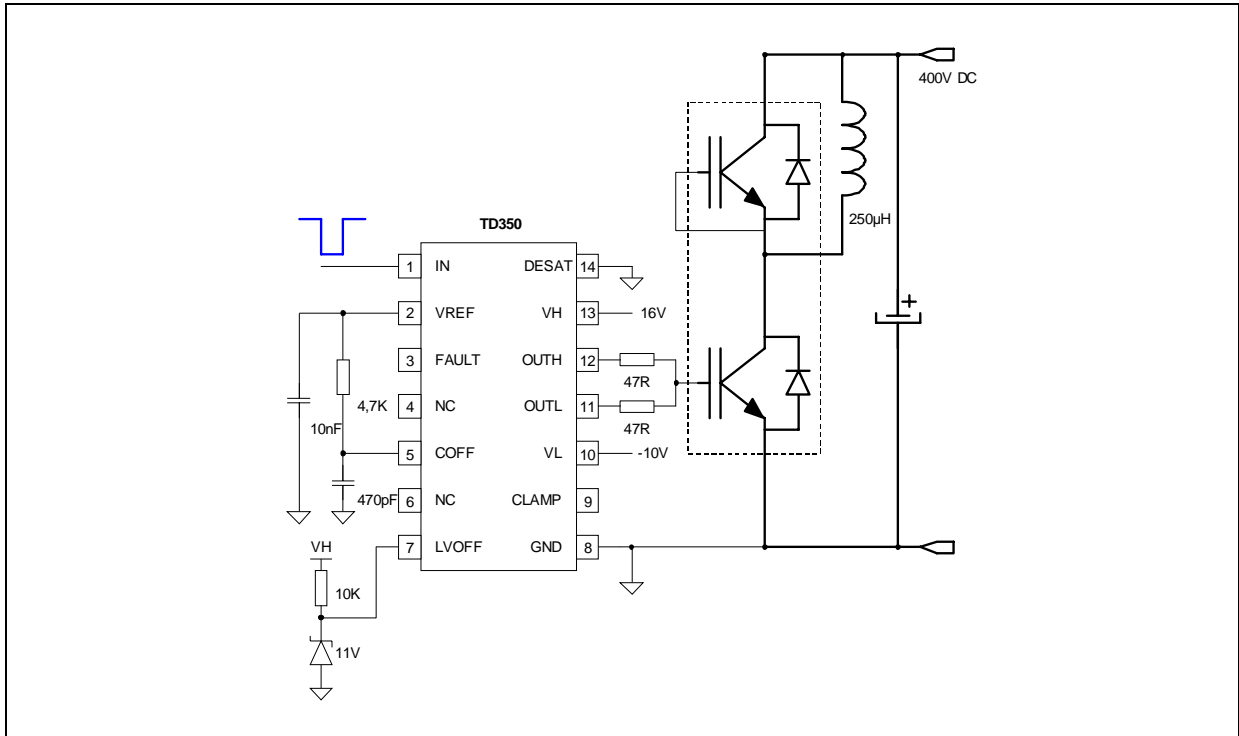 400V DC
250µH
TD350
1 IN DESAT 14
2 VREF VH 13 16V
3 FAULT OUTH 12
47R
4 NC OUTL 11
4,7K
47R
10nF
5 COFF VL 10 -10V
470pF
6 NC CLAMP 9
7 LVOFF GND 8
VH
10K
11V
+